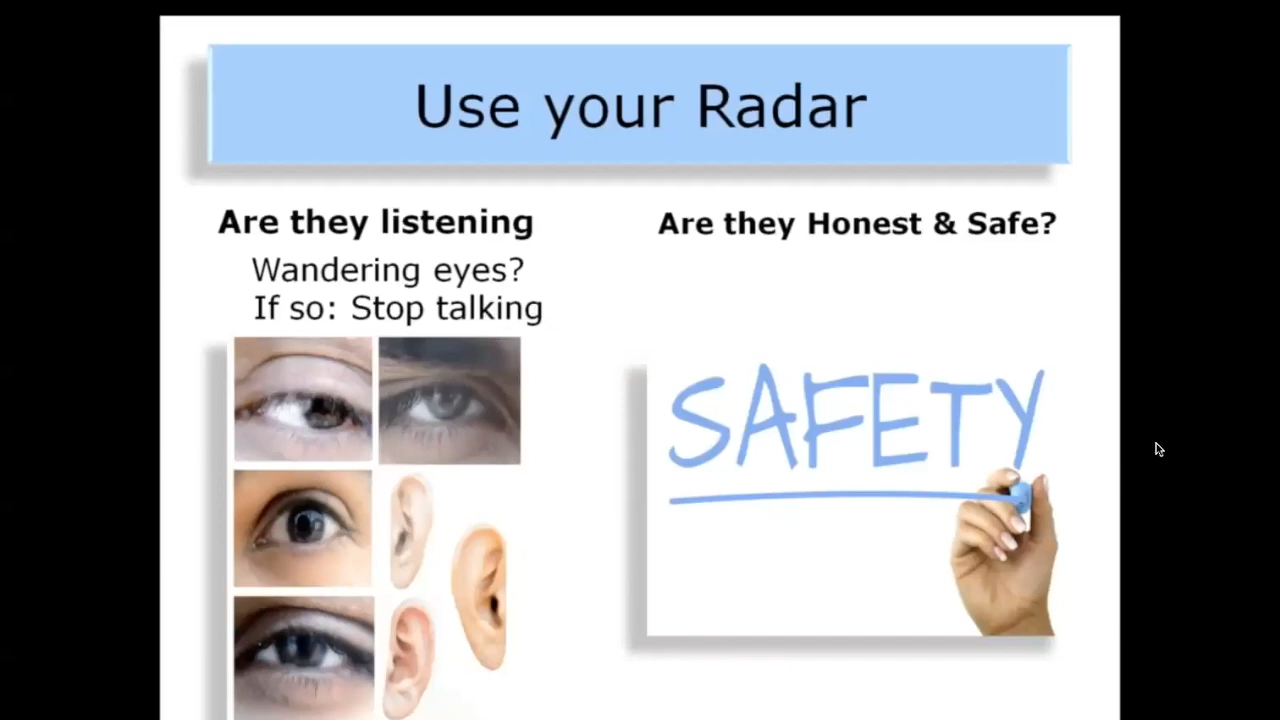 Use your Radar
Are they listening
Wandering eyes?
If so: Stop talking
Are they Honest & Safe?
SAFETY